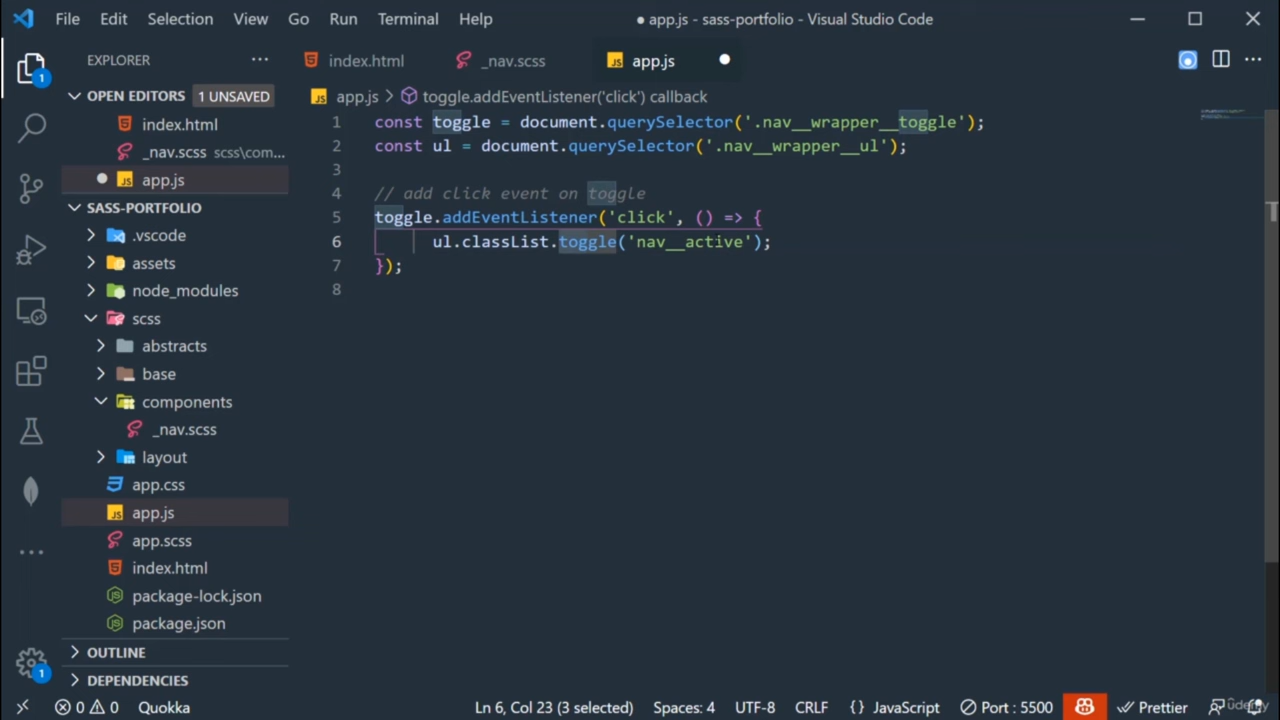 File Edit Selection View Go Run Terminal Help
● app.js - sass-portfolio - Visual Studio Code
EXPLORER
index.html
_nav.scss
app.js
OPEN EDITORS 1 UNSAVED
index.html
_nav.scss scss\com...
app.js
SASS-PORTFOLIO
.vscode
assets
node_modules
scss
abstracts
base
components
_nav.scss
layout
app.css
app.js
app.scss
index.html
package-lock.json
package.json
OUTLINE
DEPENDENCIES
1
1
app.js > toggle.addEventListener('click') callback
1 const toggle = document.querySelector('.nav__wrapper__toggle');
2 const ul = document.querySelector('.nav__wrapper__ul');
3
4 // add click event on toggle
5 toggle.addEventListener('click', () => {
6 ul.classList.toggle('nav__active');
7 });
8
0 0 Quokka Ln 6, Col 23 (3 selected) Spaces: 4 UTF-8 CRLF {} JavaScript Port : 5500 Prettier
ûdemy